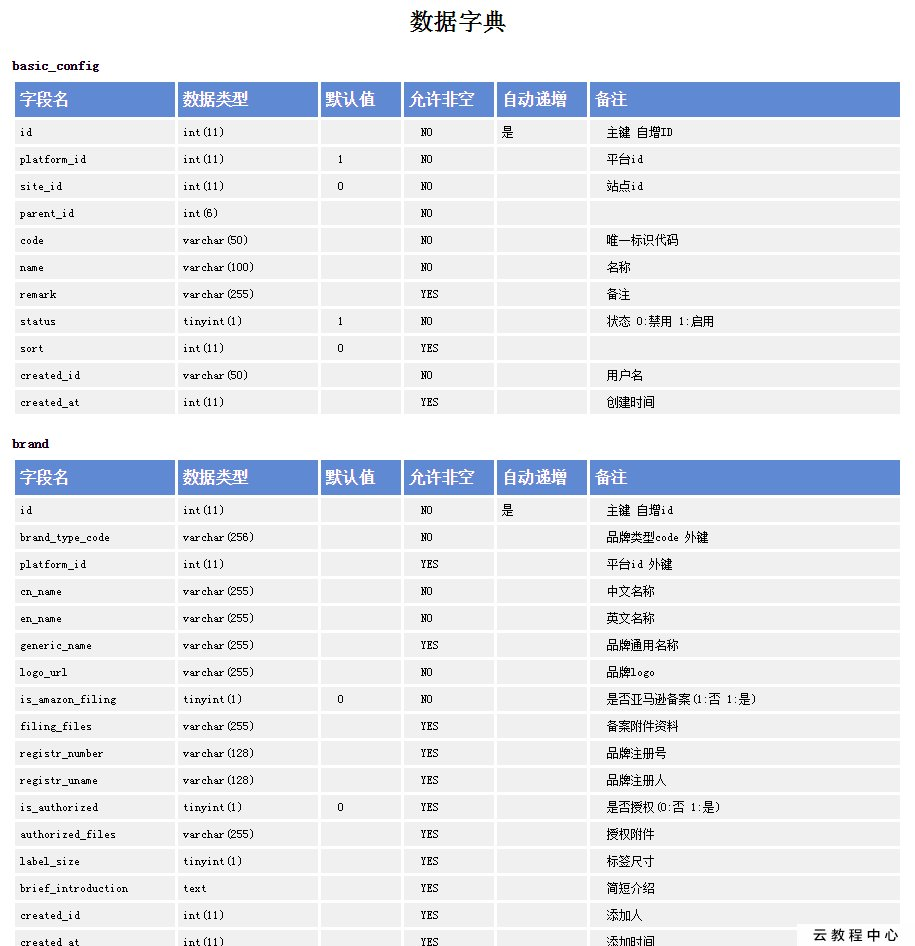 数据字典
basic_config
字段名 数据类型 默认值 允许非空 自动递增 备注
id int(11) NO 是 主键 自增ID
platform_id int(11) 1 NO 平台id
site_id int(11) 0 NO 站点id
parent_id int(6) NO
code varchar(50) NO 唯一标识代码
name varchar(100) NO 名称
remark varchar(255) YES 备注
status tinyint(1) 1 NO 状态 0:禁用 1:启用
sort int(11) 0 YES
created_id varchar(50) NO 用户名
created_at int(11) YES 创建时间
brand
字段名 数据类型 默认值 允许非空 自动递增 备注
id int(11) NO 是 主键 自增id
brand_type_code varchar(256) NO 品牌类型code 外键
platform_id int(11) YES 平台id 外键
cn_name varchar(255) NO 中文名称
en_name varchar(255) NO 英文名称
generic_name varchar(255) YES 品牌通用名称
logo_url varchar(255) NO 品牌logo
is_amazon_filing tinyint(1) 0 NO 是否亚马逊备案(1:否 1:是)
filing_files varchar(255) YES 备案附件资料
registr_number varchar(128) YES 品牌注册号
registr_uname varchar(128) YES 品牌注册人
is_authorized tinyint(1) 0 YES 是否授权(0:否 1:是)
authorized_files varchar(255) YES 授权附件
label_size tinyint(1) YES 标签尺寸
brief_introduction text YES 简短介绍
created_id int(11) YES 添加人
created_at int(11) YES 添加时间
云教程中心